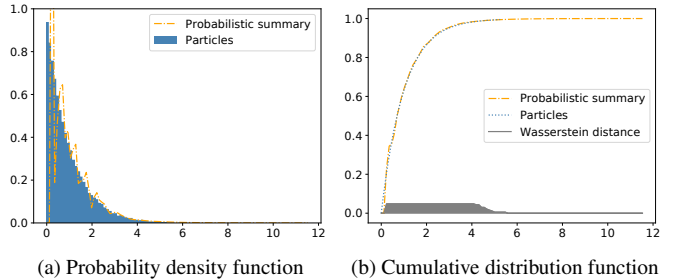 1.0
0.8
0.6
0.4
0.2
0.0
0 2 4 6 8 10 12
Probabilistic summary
Particles
(a) Probability density function
1.0
0.8
0.6
0.4
0.2
0.0
0 2 4 6 8 10 12
Probabilistic summary
Particles
Wasserstein distance
(b) Cumulative distribution function